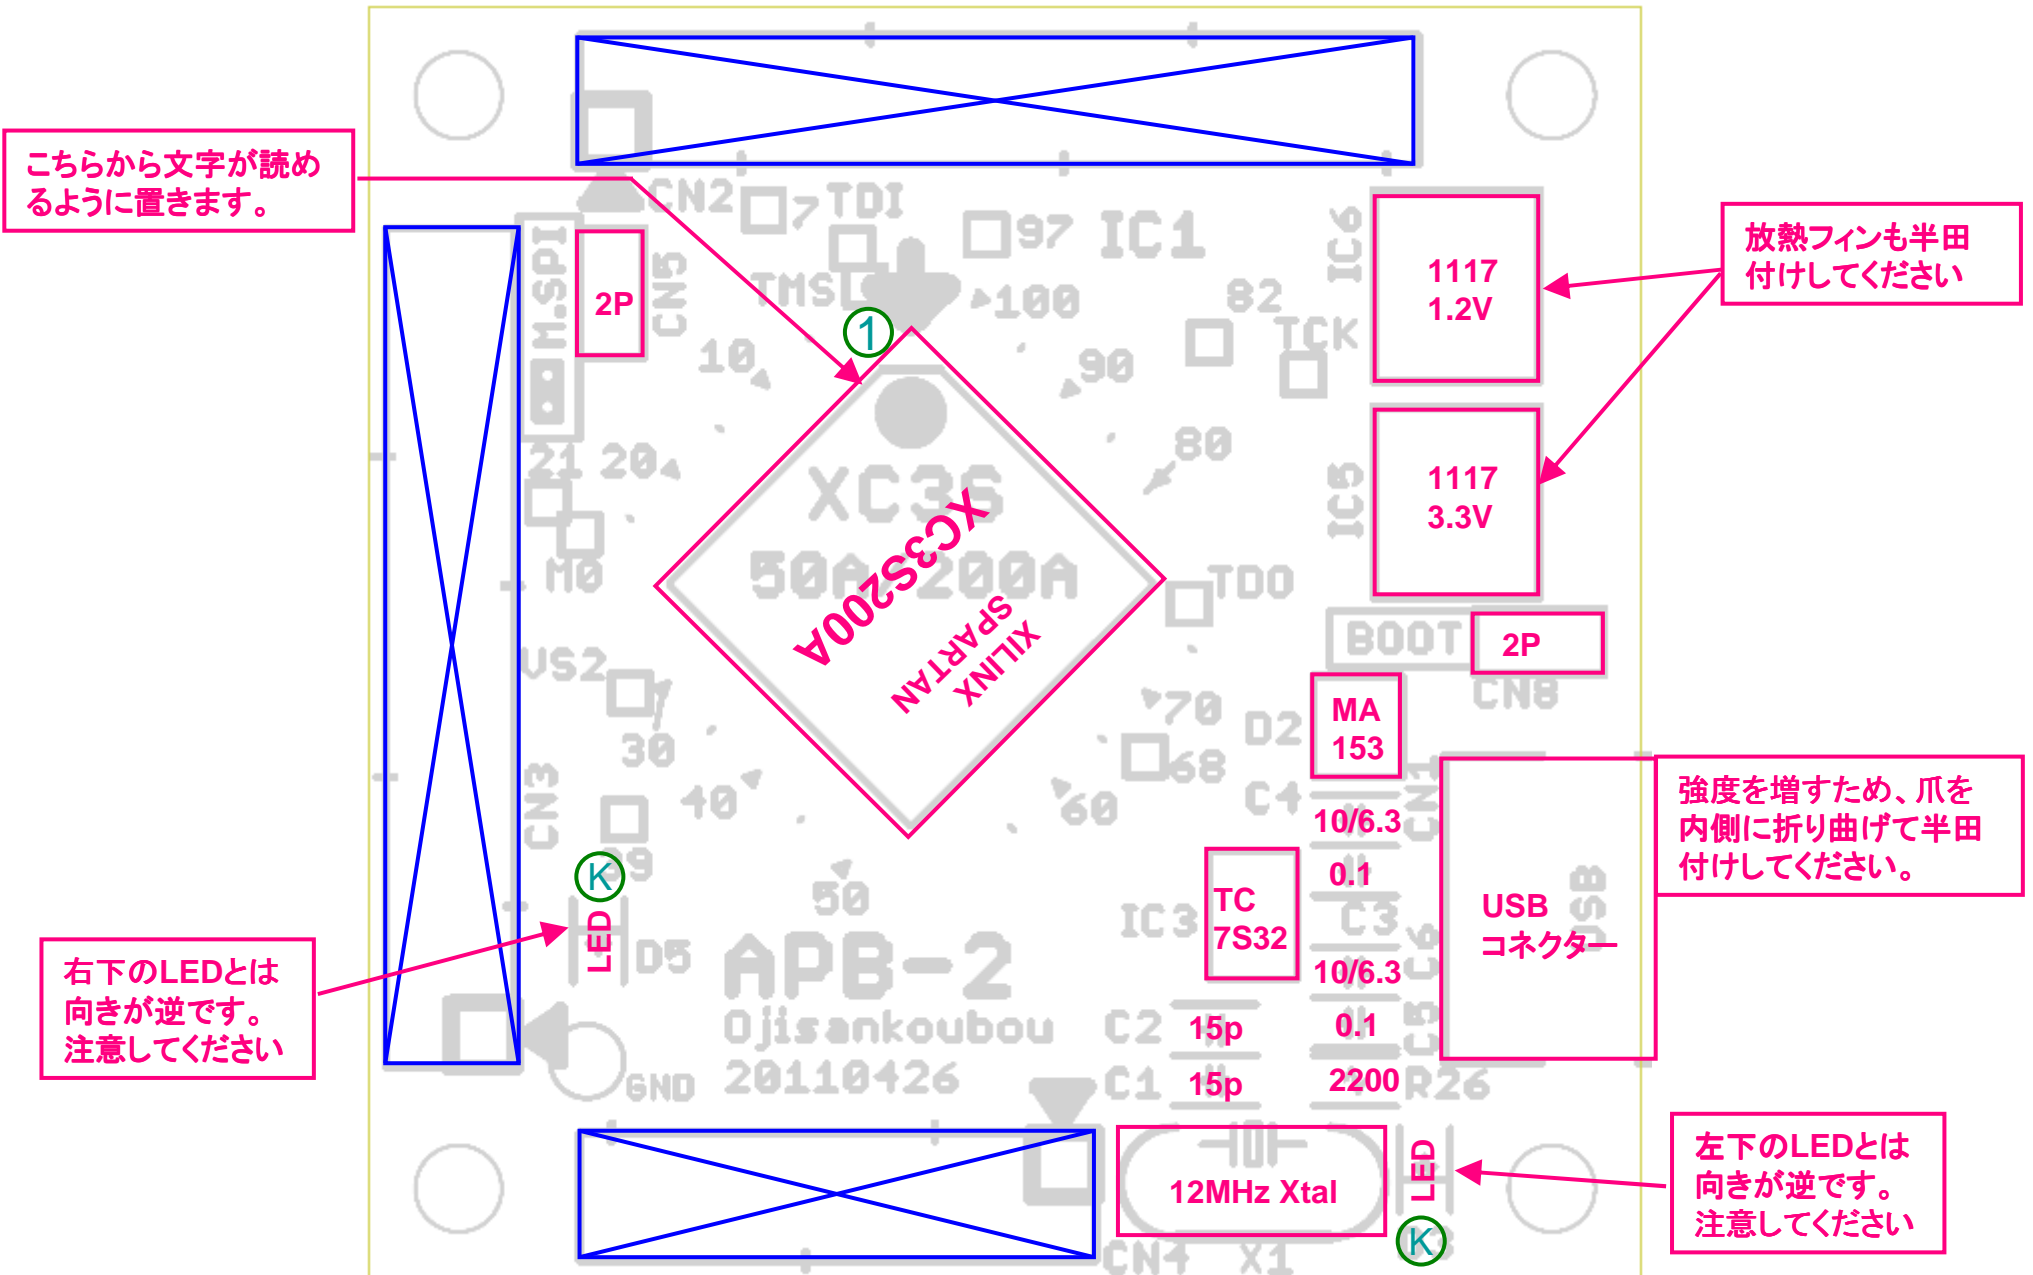 こちらから文字が読め
るように置きます。
CN2
7
TDI
97
IC1
IC6
1117
1.2V
放熱フィンも半田
付けしてください
M.SPI
2P
CN5
TMS
1
100
82
TCK
10
90
21
20
80
XC3S
XC3S200A
50A/200A
XILINX
SPARTAN
IC5
1117
3.3V
M0
TDO
BOOT
2P
CN8
VS2
30
70
D2
MA
153
68
CN3
40
60
C4
10/6.3
CN1
強度を増すため、爪を
内側に折り曲げて半田
付けしてください。
K
39
50
0.1
IC3
TC
7S32
C3
C6
USB
コネクター
USB
LED
D5
右下のLEDとは
向きが逆です。
注意してください
APB-2
10/6.3
Ojisankoubou
C2
15p
0.1
C5
GND
20110426
C1
15p
2200
R26
12MHz Xtal
LED
左下のLEDとは
向きが逆です。
注意してください
CN4
X1
K